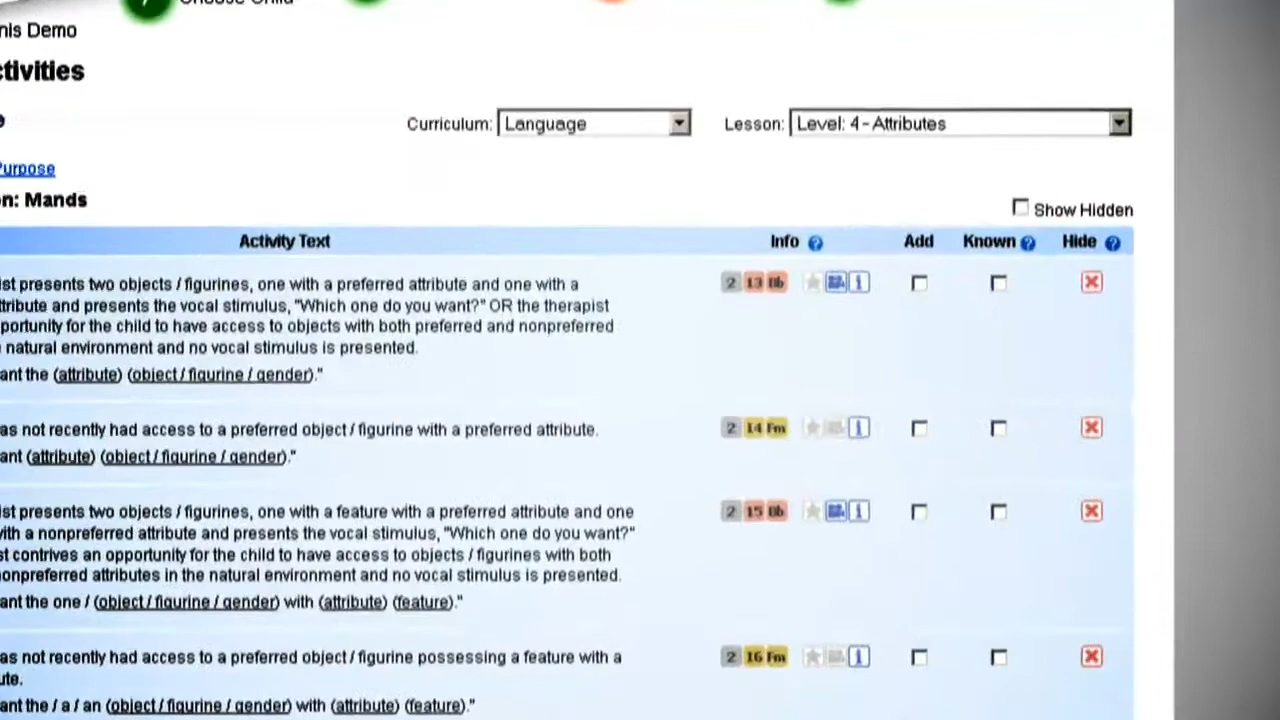 Choose Child
nis Demo
ctivities
e
Curriculum: Language
Lesson: Level: 4 - Attributes
Purpose
on: Mands
Show Hidden
Activity Text Info ? Add Known ? Hide ?
ist presents two objects / figurines, one with a preferred attribute and one with a
ttribute and presents the vocal stimulus, "Which one do you want?" OR the therapist
portunity for the child to have access to objects with both preferred and nonpreferred
natural environment and no vocal stimulus is presented.
ant the (attribute) (object / figurine / gender)."
2 13 Bb i
as not recently had access to a preferred object / figurine with a preferred attribute.
ant (attribute) (object / figurine / gender)."
2 14 Fm i
ist presents two objects / figurines, one with a feature with a preferred attribute and one
vith a nonpreferred attribute and presents the vocal stimulus, "Which one do you want?"
st contrives an opportunity for the child to have access to objects / figurines with both
onpreferred attributes in the natural environment and no vocal stimulus is presented.
ant the one / (object / figurine / gender) with (attribute) (feature)."
2 15 Bb i
as not recently had access to a preferred object / figurine possessing a feature with a
ute.
ant the / a / an (object / figurine / gender) with (attribute) (feature)."
2 16 Fm i